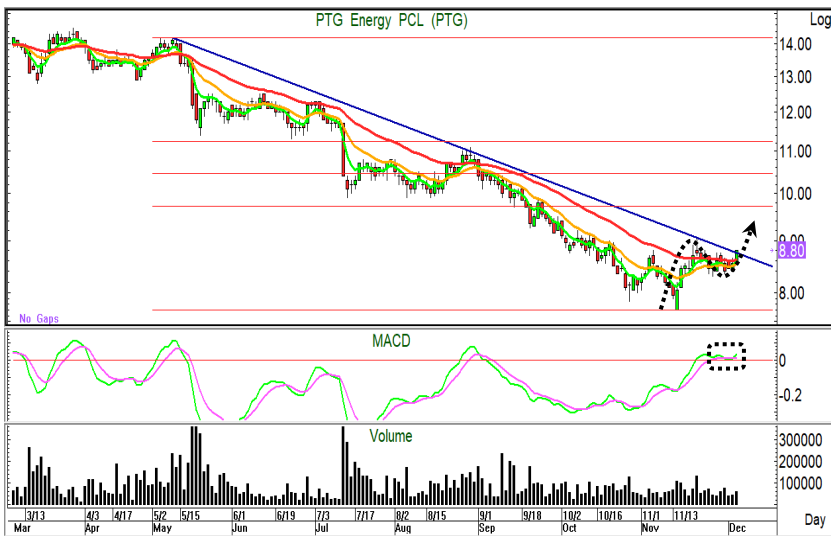 PTG Energy PCL (PTG)
Log
14.00
13.00
12.00
11.00
10.00
9.00
8.80
8.00
No Gaps
MACD
0
-0.2
Volume
300000
200000
100000
3/13 4/3 4/17 5/2 5/15 6/1 6/19 7/3 7/17 8/2 8/15 9/1 9/18 10/2 10/16 11/1 11/13
Mar Apr May Jun Jul Aug Sep Oct Nov Dec
Day